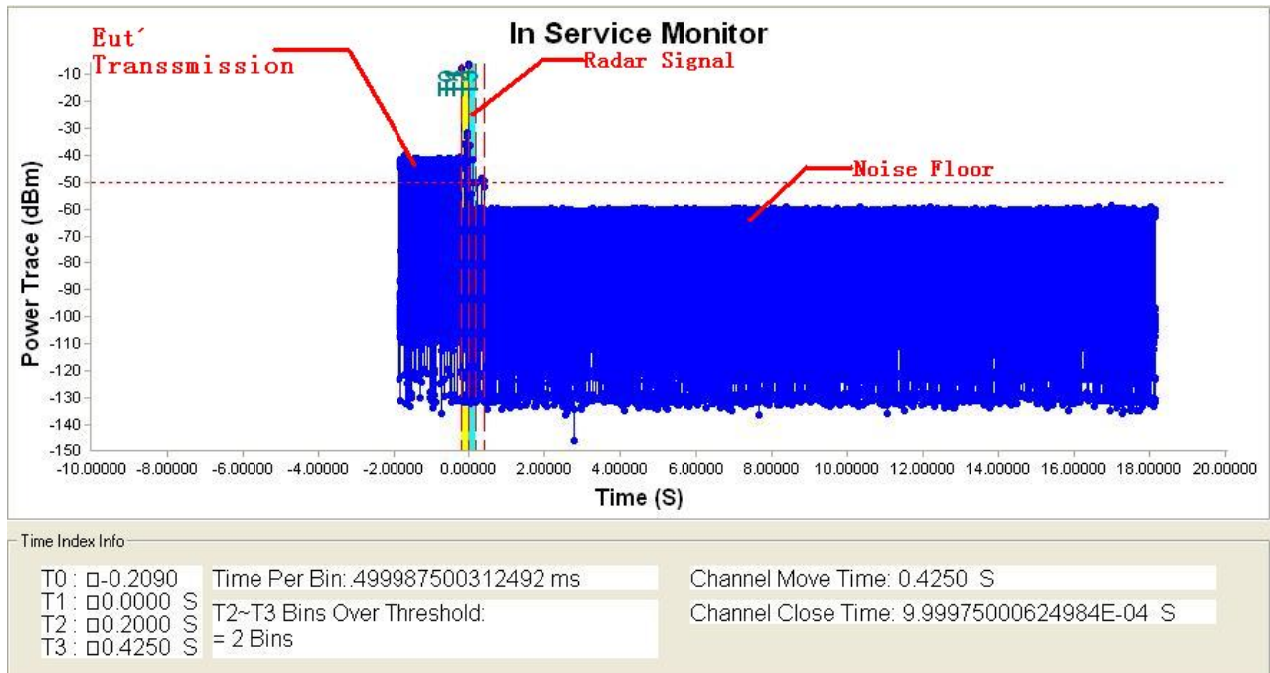 In Service Monitor
Eut´
Transsmission
Radar Signal
Noise Floor
Power Trace (dBm)
-10
-20
-30
-40
-50
-60
-70
-80
-90
-100
-110
-120
-130
-140
-150
-10.00000 -8.00000 -6.00000 -4.00000 -2.00000 0.00000 2.00000 4.00000 6.00000 8.00000 10.00000 12.00000 14.00000 16.00000 18.00000 20.00000
Time (S)
Time Index Info
T0 : □-0.2090
T1 : □0.0000 S
T2 : □0.2000 S
T3 : □0.4250 S
Time Per Bin: .499987500312492 ms
T2~T3 Bins Over Threshold:
= 2 Bins
Channel Move Time: 0.4250 S
Channel Close Time: 9.99975000624984E-04 S